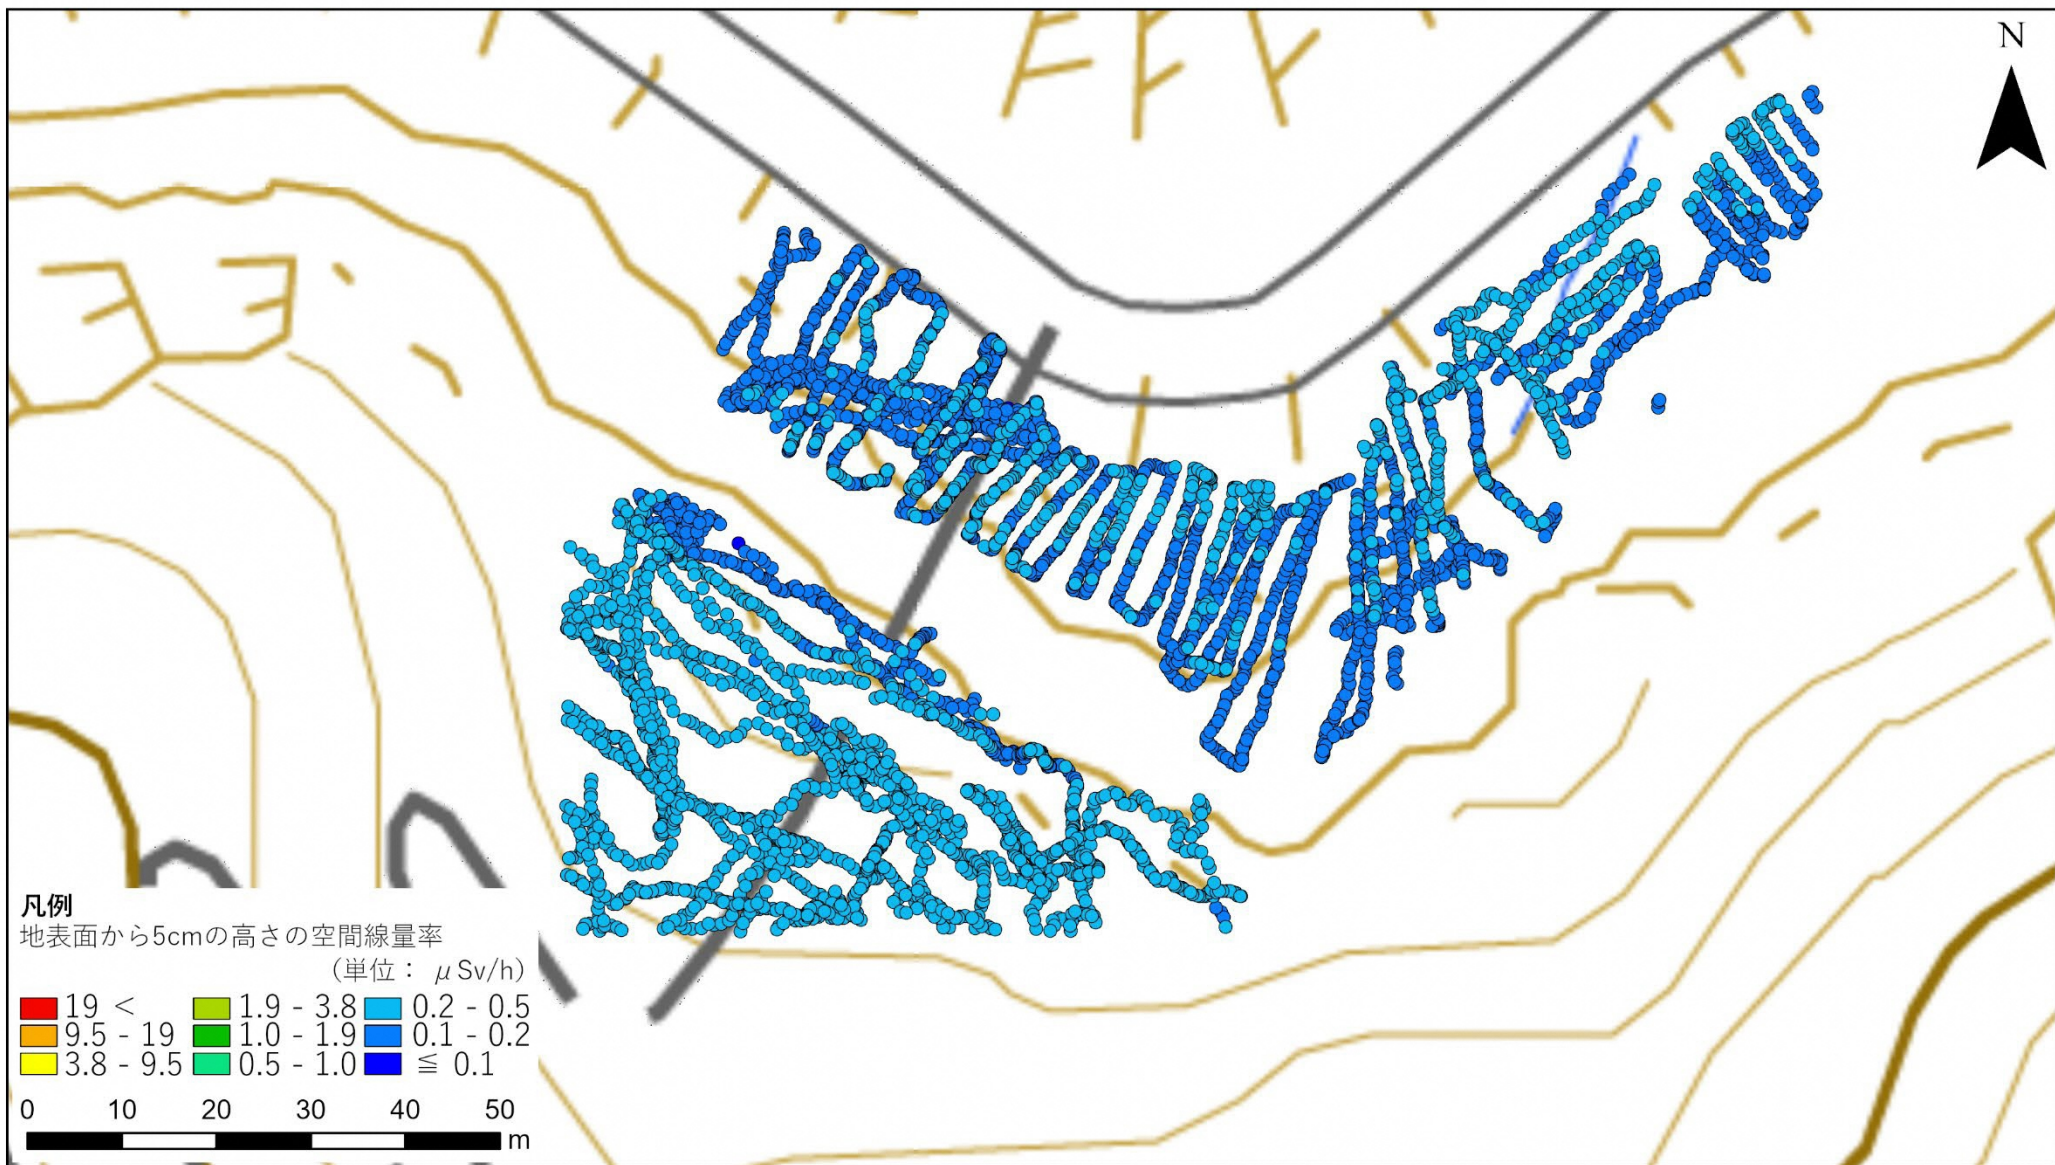 N
凡例
地表面から5cmの高さの空間線量率
(単位： μSv/h)
19 < 1.9 - 3.8 0.2 - 0.5
9.5 - 19 1.0 - 1.9 0.1 - 0.2
3.8 - 9.5 0.5 - 1.0 ≦ 0.1
0 10 20 30 40 50
m